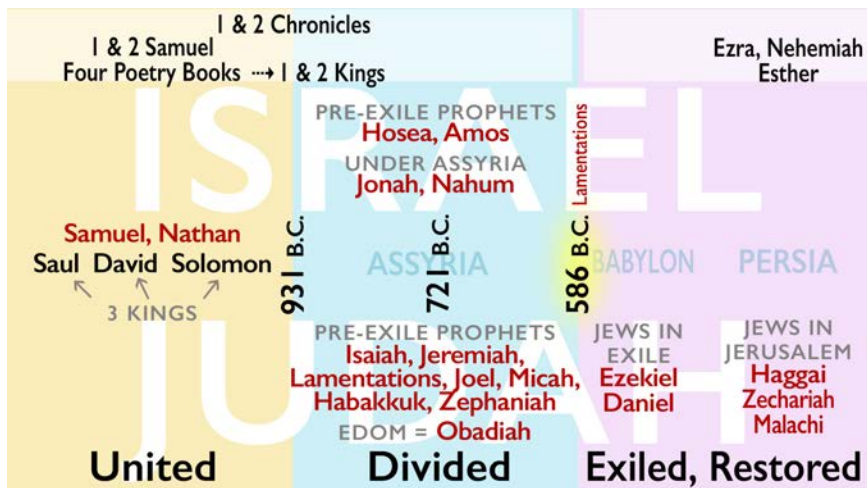 1 & 2 Chronicles
1 & 2 Samuel
Four Poetry Books ⤑ 1 & 2 Kings
Ezra, Nehemiah
Esther
ISRAEL
PRE-EXILE PROPHETS
Hosea, Amos
UNDER ASSYRIA
Jonah, Nahum
Lamentations
Samuel, Nathan
Saul David Solomon
3 KINGS
931 B.C.
ASSYRIA
721 B.C.
586 B.C.
BABYLON
PERSIA
JUDAH
PRE-EXILE PROPHETS
Isaiah, Jeremiah,
Lamentations, Joel, Micah,
Habakkuk, Zephaniah
EDOM = Obadiah
JEWS IN
EXILE
Ezekiel
Daniel
JEWS IN
JERUSALEM
Haggai
Zechariah
Malachi
United
Divided
Exiled, Restored